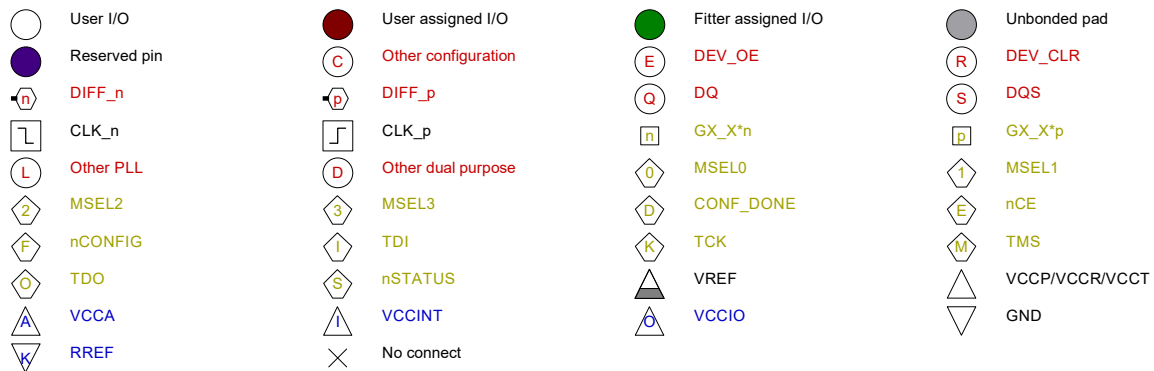 User I/O User assigned I/O Fitter assigned I/O Unbonded pad
Reserved pin C Other configuration E DEV_OE R DEV_CLR
n DIFF_n p DIFF_p Q DQ S DQS
CLK_n CLK_p n GX_X*n p GX_X*p
L Other PLL D Other dual purpose 0 MSEL0 1 MSEL1
2 MSEL2 3 MSEL3 D CONF_DONE E nCE
F nCONFIG I TDI K TCK M TMS
O TDO S nSTATUS VREF VCCP/VCCR/VCCT
A VCCA I VCCINT O VCCIO GND
K RREF No connect